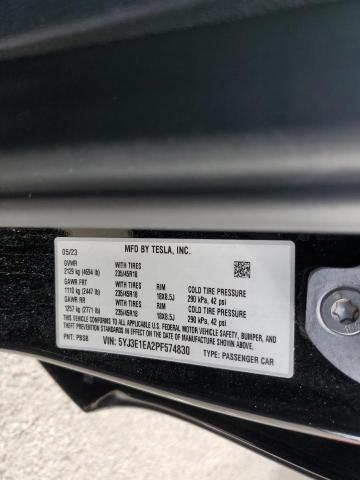 MFD BY TESLA, INC.
05/23
GVWR WITH TIRES
2129 kg (4694 lb) 235/45R18
GAWR FRT WITH TIRES RIM COLD TIRE PRESSURE
1110 kg (2447 lb) 235/45R18 18X8.5J 290 kPa, 42 psi
GAWR RR WITH TIRES RIM COLD TIRE PRESSURE
1257 kg (2771 lb) 235/45R18 18X8.5J 290 kPa, 42 psi
THIS VEHICLE CONFORMS TO ALL APPLICABLE FEDERAL MOTOR VEHICLE SAFETY, BUMPER, AND
THEFT PREVENTION STANDARDS IN EFFECT ON THE DATE OF MANUFACTURE SHOWN ABOVE.
PNT: PBSB VIN: 5YJ3E1EA2PF574830 TYPE: PASSENGER CAR